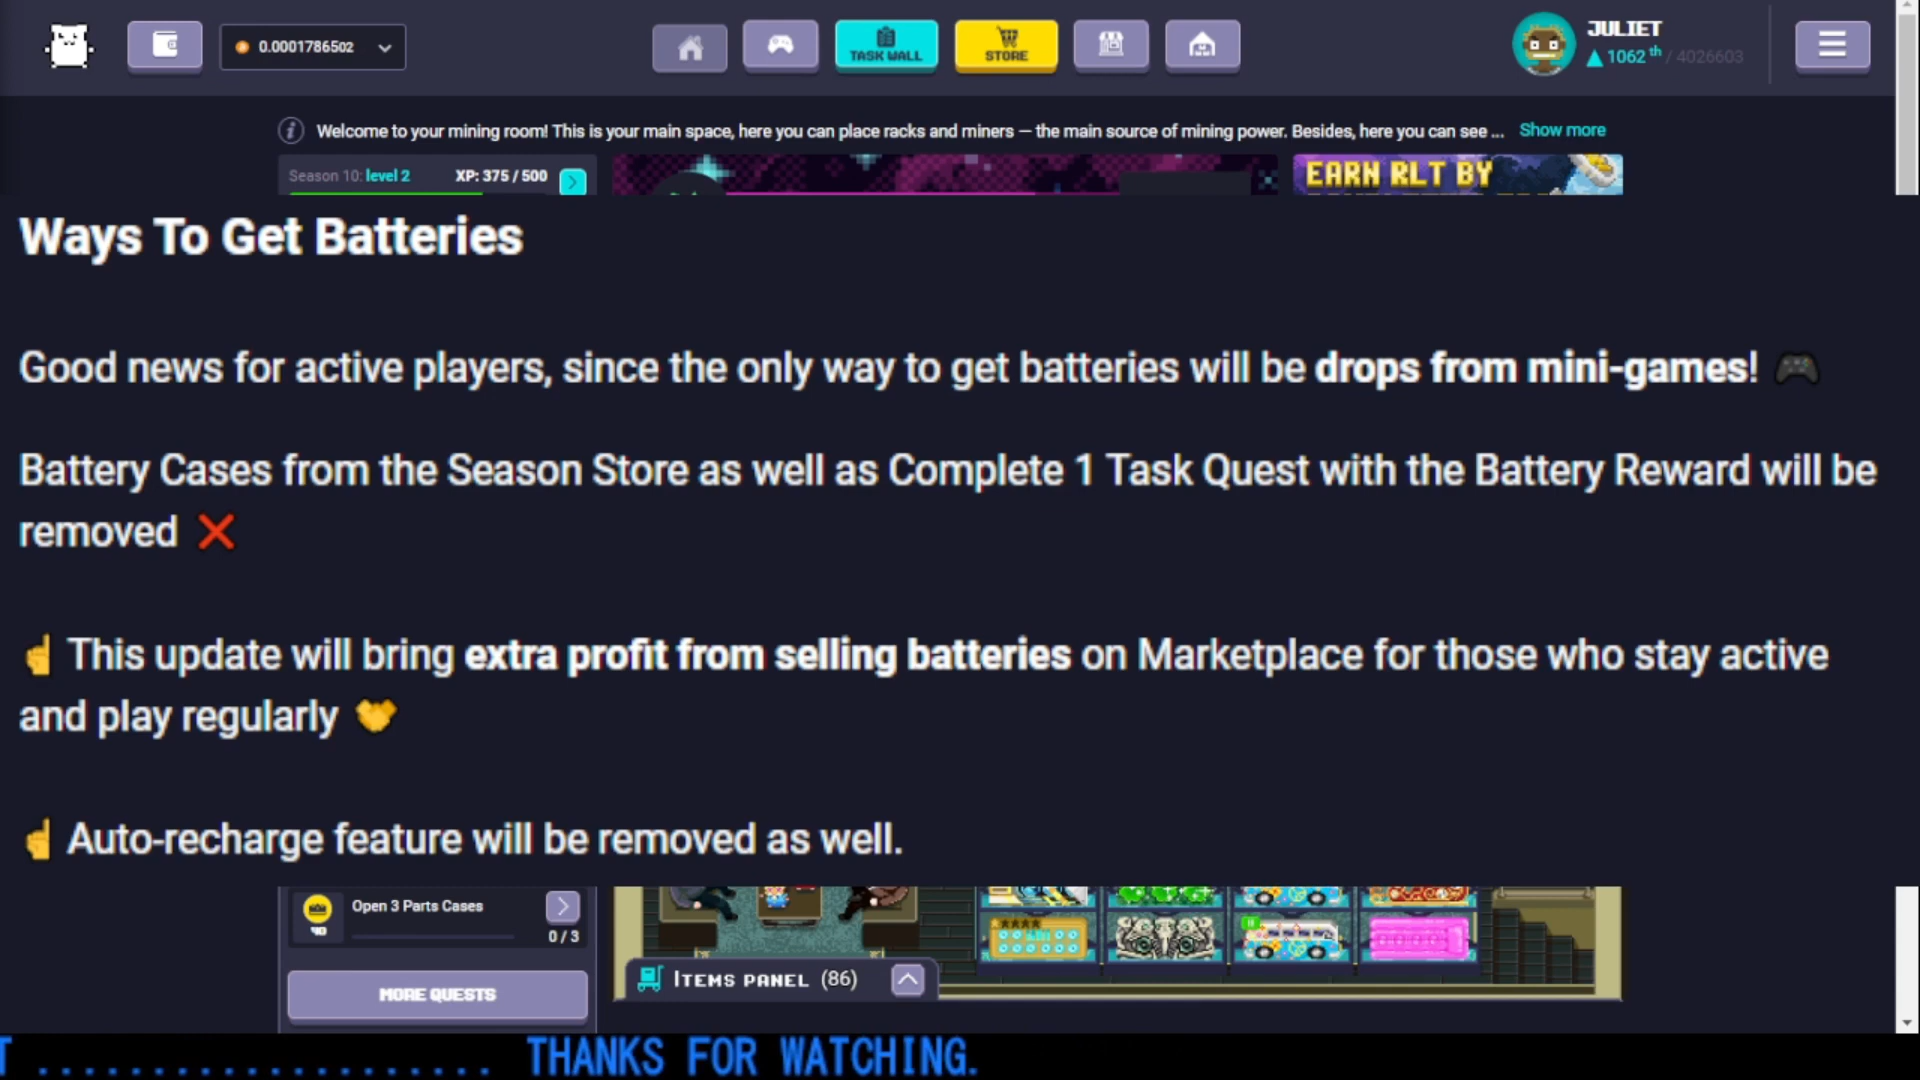 0.00017865oz
TASK WALL
STORE
JULIET
1062 th / 4026603
Welcome to your mining room! This is your main space, here you can place racks and miners — the main source of mining power. Besides, here you can see ... Show more
Season 10: level 2 XP: 375 / 500
EARN RLT BY
Ways To Get Batteries
Good news for active players, since the only way to get batteries will be drops from mini-games! 🎮
Battery Cases from the Season Store as well as Complete 1 Task Quest with the Battery Reward will be
removed ❌
☝ This update will bring extra profit from selling batteries on Marketplace for those who stay active
and play regularly 🤝
☝ Auto-recharge feature will be removed as well.
Open 3 Parts Cases
40
0 / 3
MORE QUESTS
ITEMS PANEL (86)
T .................... THANKS FOR WATCHING.